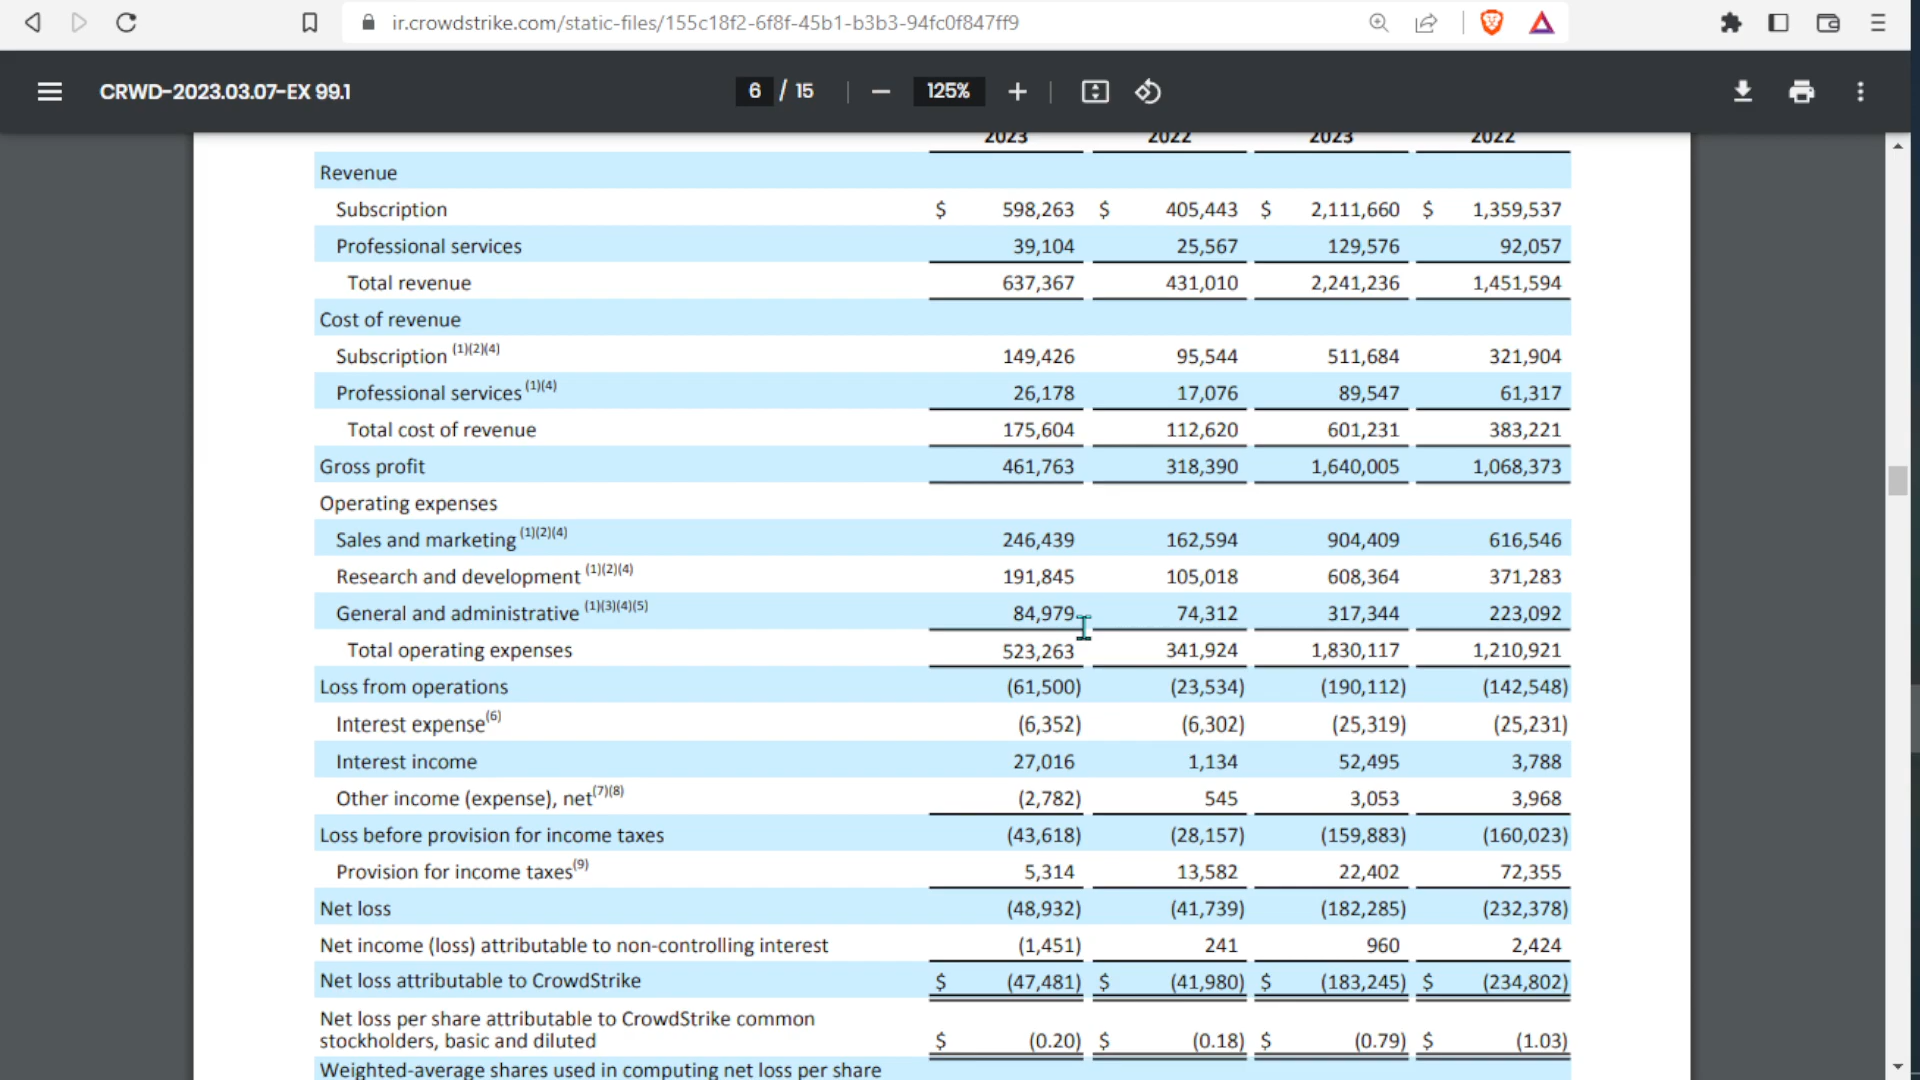 ir.crowdstrike.com/static-files/155c18f2-6f8f-45b1-b3b3-94fc0f847ff9
CRWD-2023.03.07-EX 99.1 6 / 15 125%
2023 2022 2023 2022
Revenue
Subscription $ 598,263 $ 405,443 $ 2,111,660 $ 1,359,537
Professional services 39,104 25,567 129,576 92,057
Total revenue 637,367 431,010 2,241,236 1,451,594
Cost of revenue
Subscription (1)(2)(4) 149,426 95,544 511,684 321,904
Professional services (1)(4) 26,178 17,076 89,547 61,317
Total cost of revenue 175,604 112,620 601,231 383,221
Gross profit 461,763 318,390 1,640,005 1,068,373
Operating expenses
Sales and marketing (1)(2)(4) 246,439 162,594 904,409 616,546
Research and development (1)(2)(4) 191,845 105,018 608,364 371,283
General and administrative (1)(3)(4)(5) 84,979 74,312 317,344 223,092
Total operating expenses 523,263 341,924 1,830,117 1,210,921
Loss from operations (61,500) (23,534) (190,112) (142,548)
Interest expense(6) (6,352) (6,302) (25,319) (25,231)
Interest income 27,016 1,134 52,495 3,788
Other income (expense), net(7)(8) (2,782) 545 3,053 3,968
Loss before provision for income taxes (43,618) (28,157) (159,883) (160,023)
Provision for income taxes(9) 5,314 13,582 22,402 72,355
Net loss (48,932) (41,739) (182,285) (232,378)
Net income (loss) attributable to non-controlling interest (1,451) 241 960 2,424
Net loss attributable to CrowdStrike $ (47,481) $ (41,980) $ (183,245) $ (234,802)
Net loss per share attributable to CrowdStrike common
stockholders, basic and diluted $ (0.20) $ (0.18) $ (0.79) $ (1.03)
Weighted-average shares used in computing net loss per share